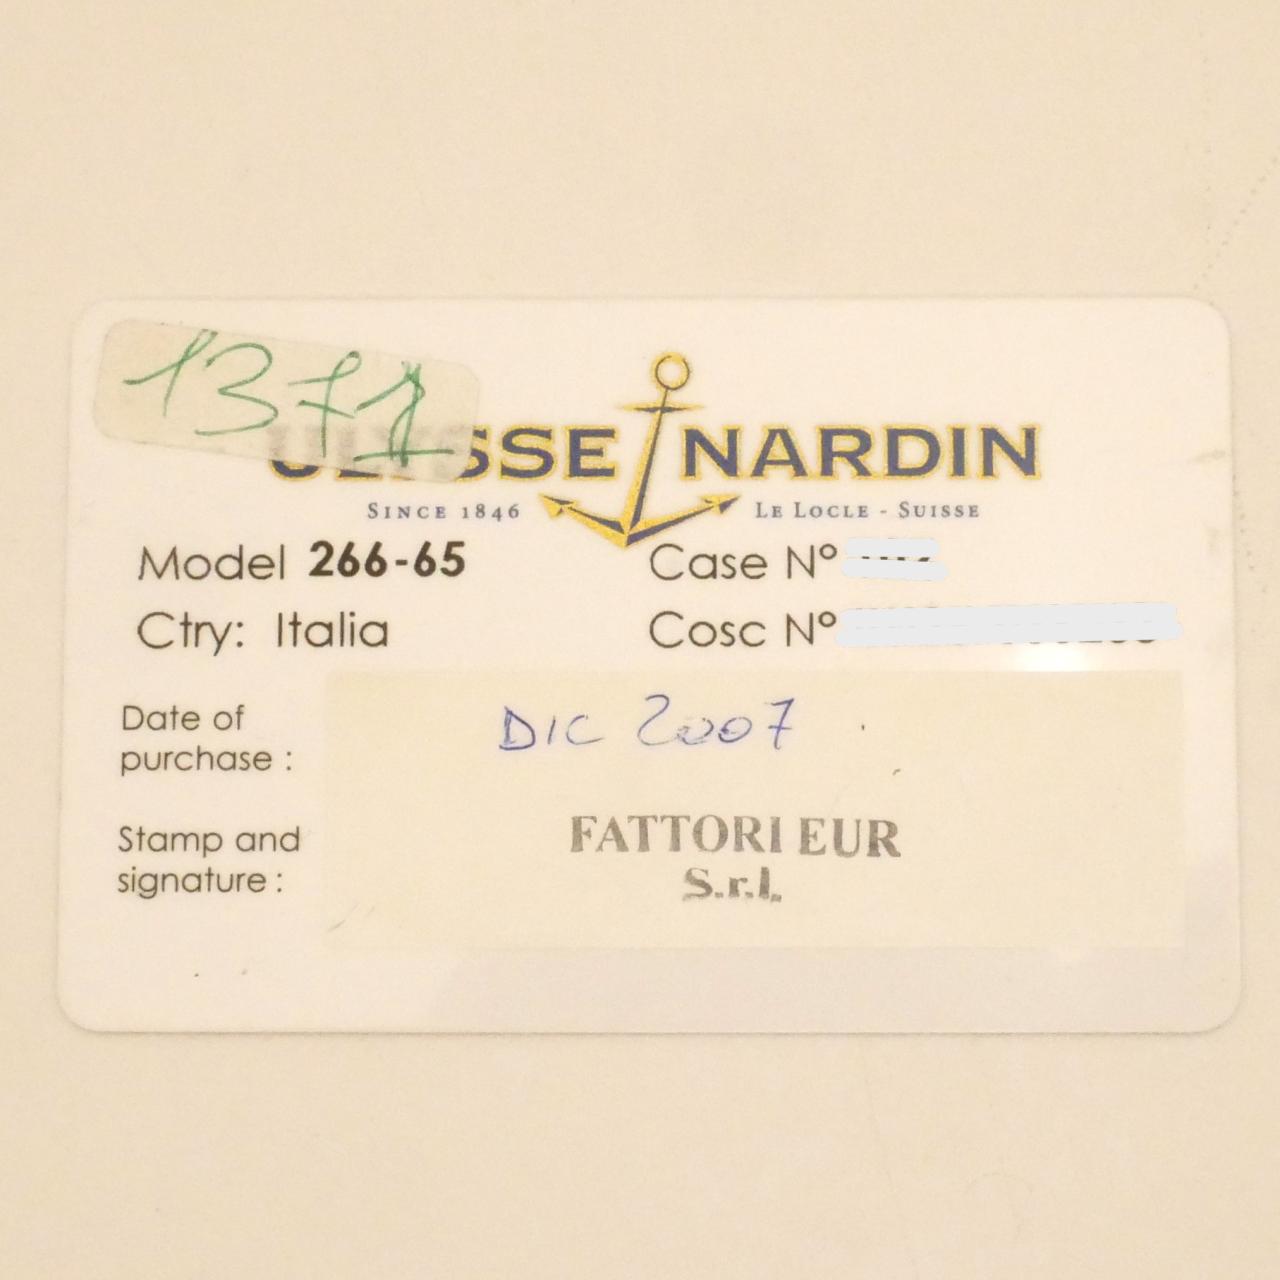 1371
ULYSSE NARDIN
SINCE 1846 LE LOCLE - SUISSE
Model 266-65 Case N°
Ctry: Italia Cosc N°
Date of purchase : DIC 2007
Stamp and signature : FATTORI EUR
S.r.l.